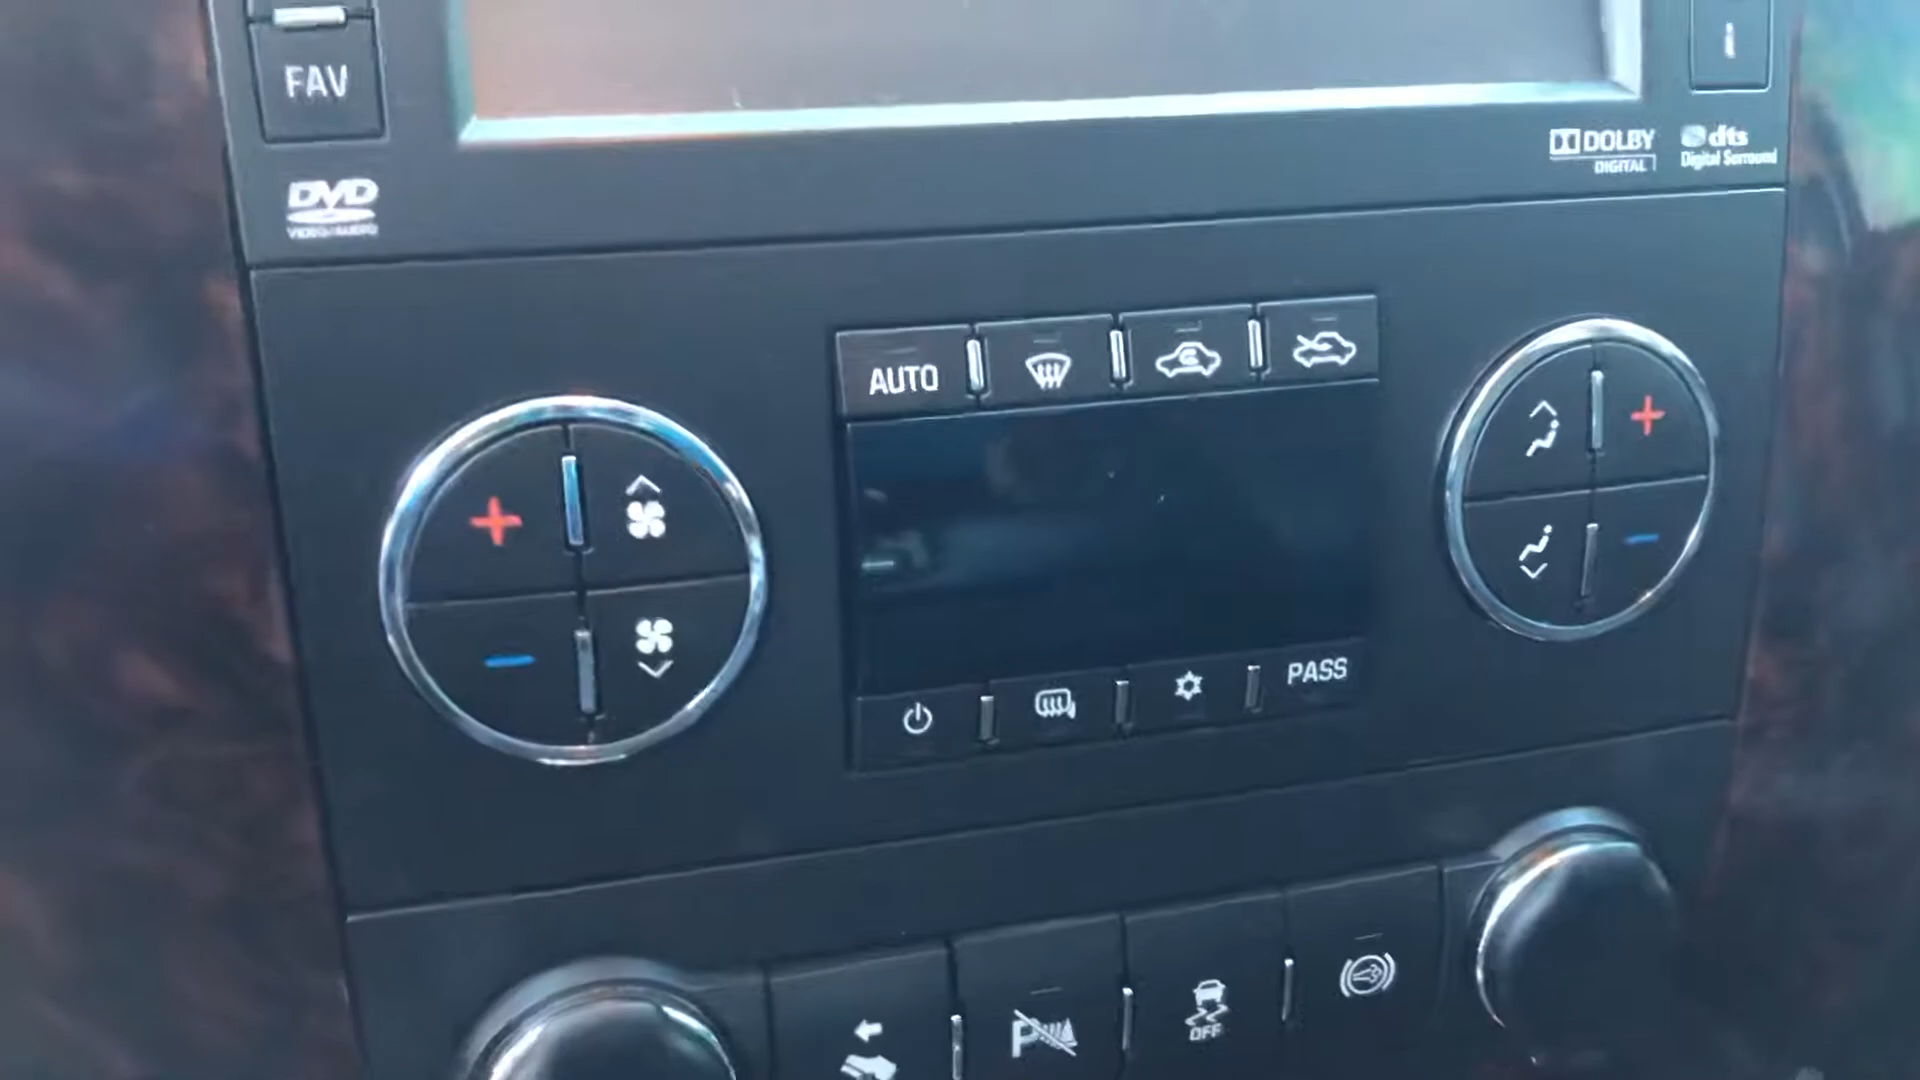 FAV
i
DVD
VIDEO/AUDIO
DOLBY
DIGITAL
dts
Digital Surround
AUTO
PASS
P
OFF